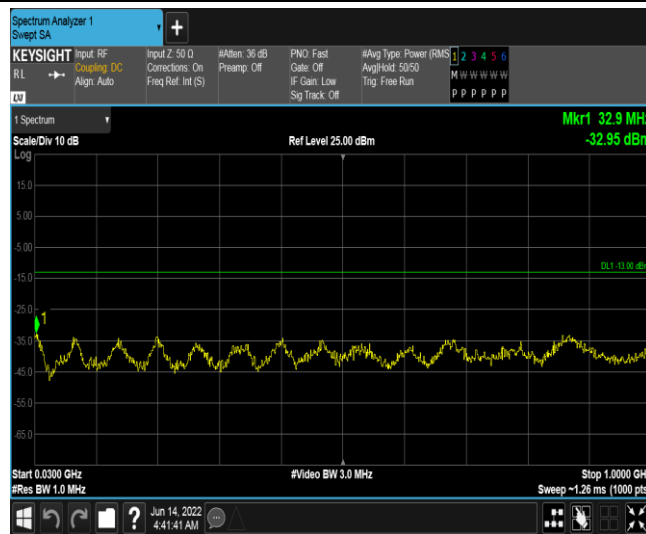 Spectrum Analyzer 1
Swept SA
KEYSIGHT
RL
LXI
Input: RF
Coupling: DC
Align: Auto
Input Z: 50 Ω
Corrections: On
Freq Ref: Int (S)
#Atten: 36 dB
Preamp: Off
PNO: Fast
Gate: Off
IF Gain: Low
Sig Track: Off
#Avg Type: Power (RMS
Avg|Hold: 50/50
Trig: Free Run
1 2 3 4 5 6
M W W W W W
P P P P P P
1 Spectrum
Mkr1 32.9 MHz
Scale/Div 10 dB
Ref Level 25.00 dBm
-32.95 dBm
Log
15.0
5.00
-5.00
DL1 -13.00 dBm
-15.0
-25.0
1
-35.0
-45.0
-55.0
-65.0
Start 0.0300 GHz
#Video BW 3.0 MHz
Stop 1.0000 GHz
#Res BW 1.0 MHz
Sweep ~1.26 ms (1000 pts)
Jun 14, 2022
4:41:41 AM